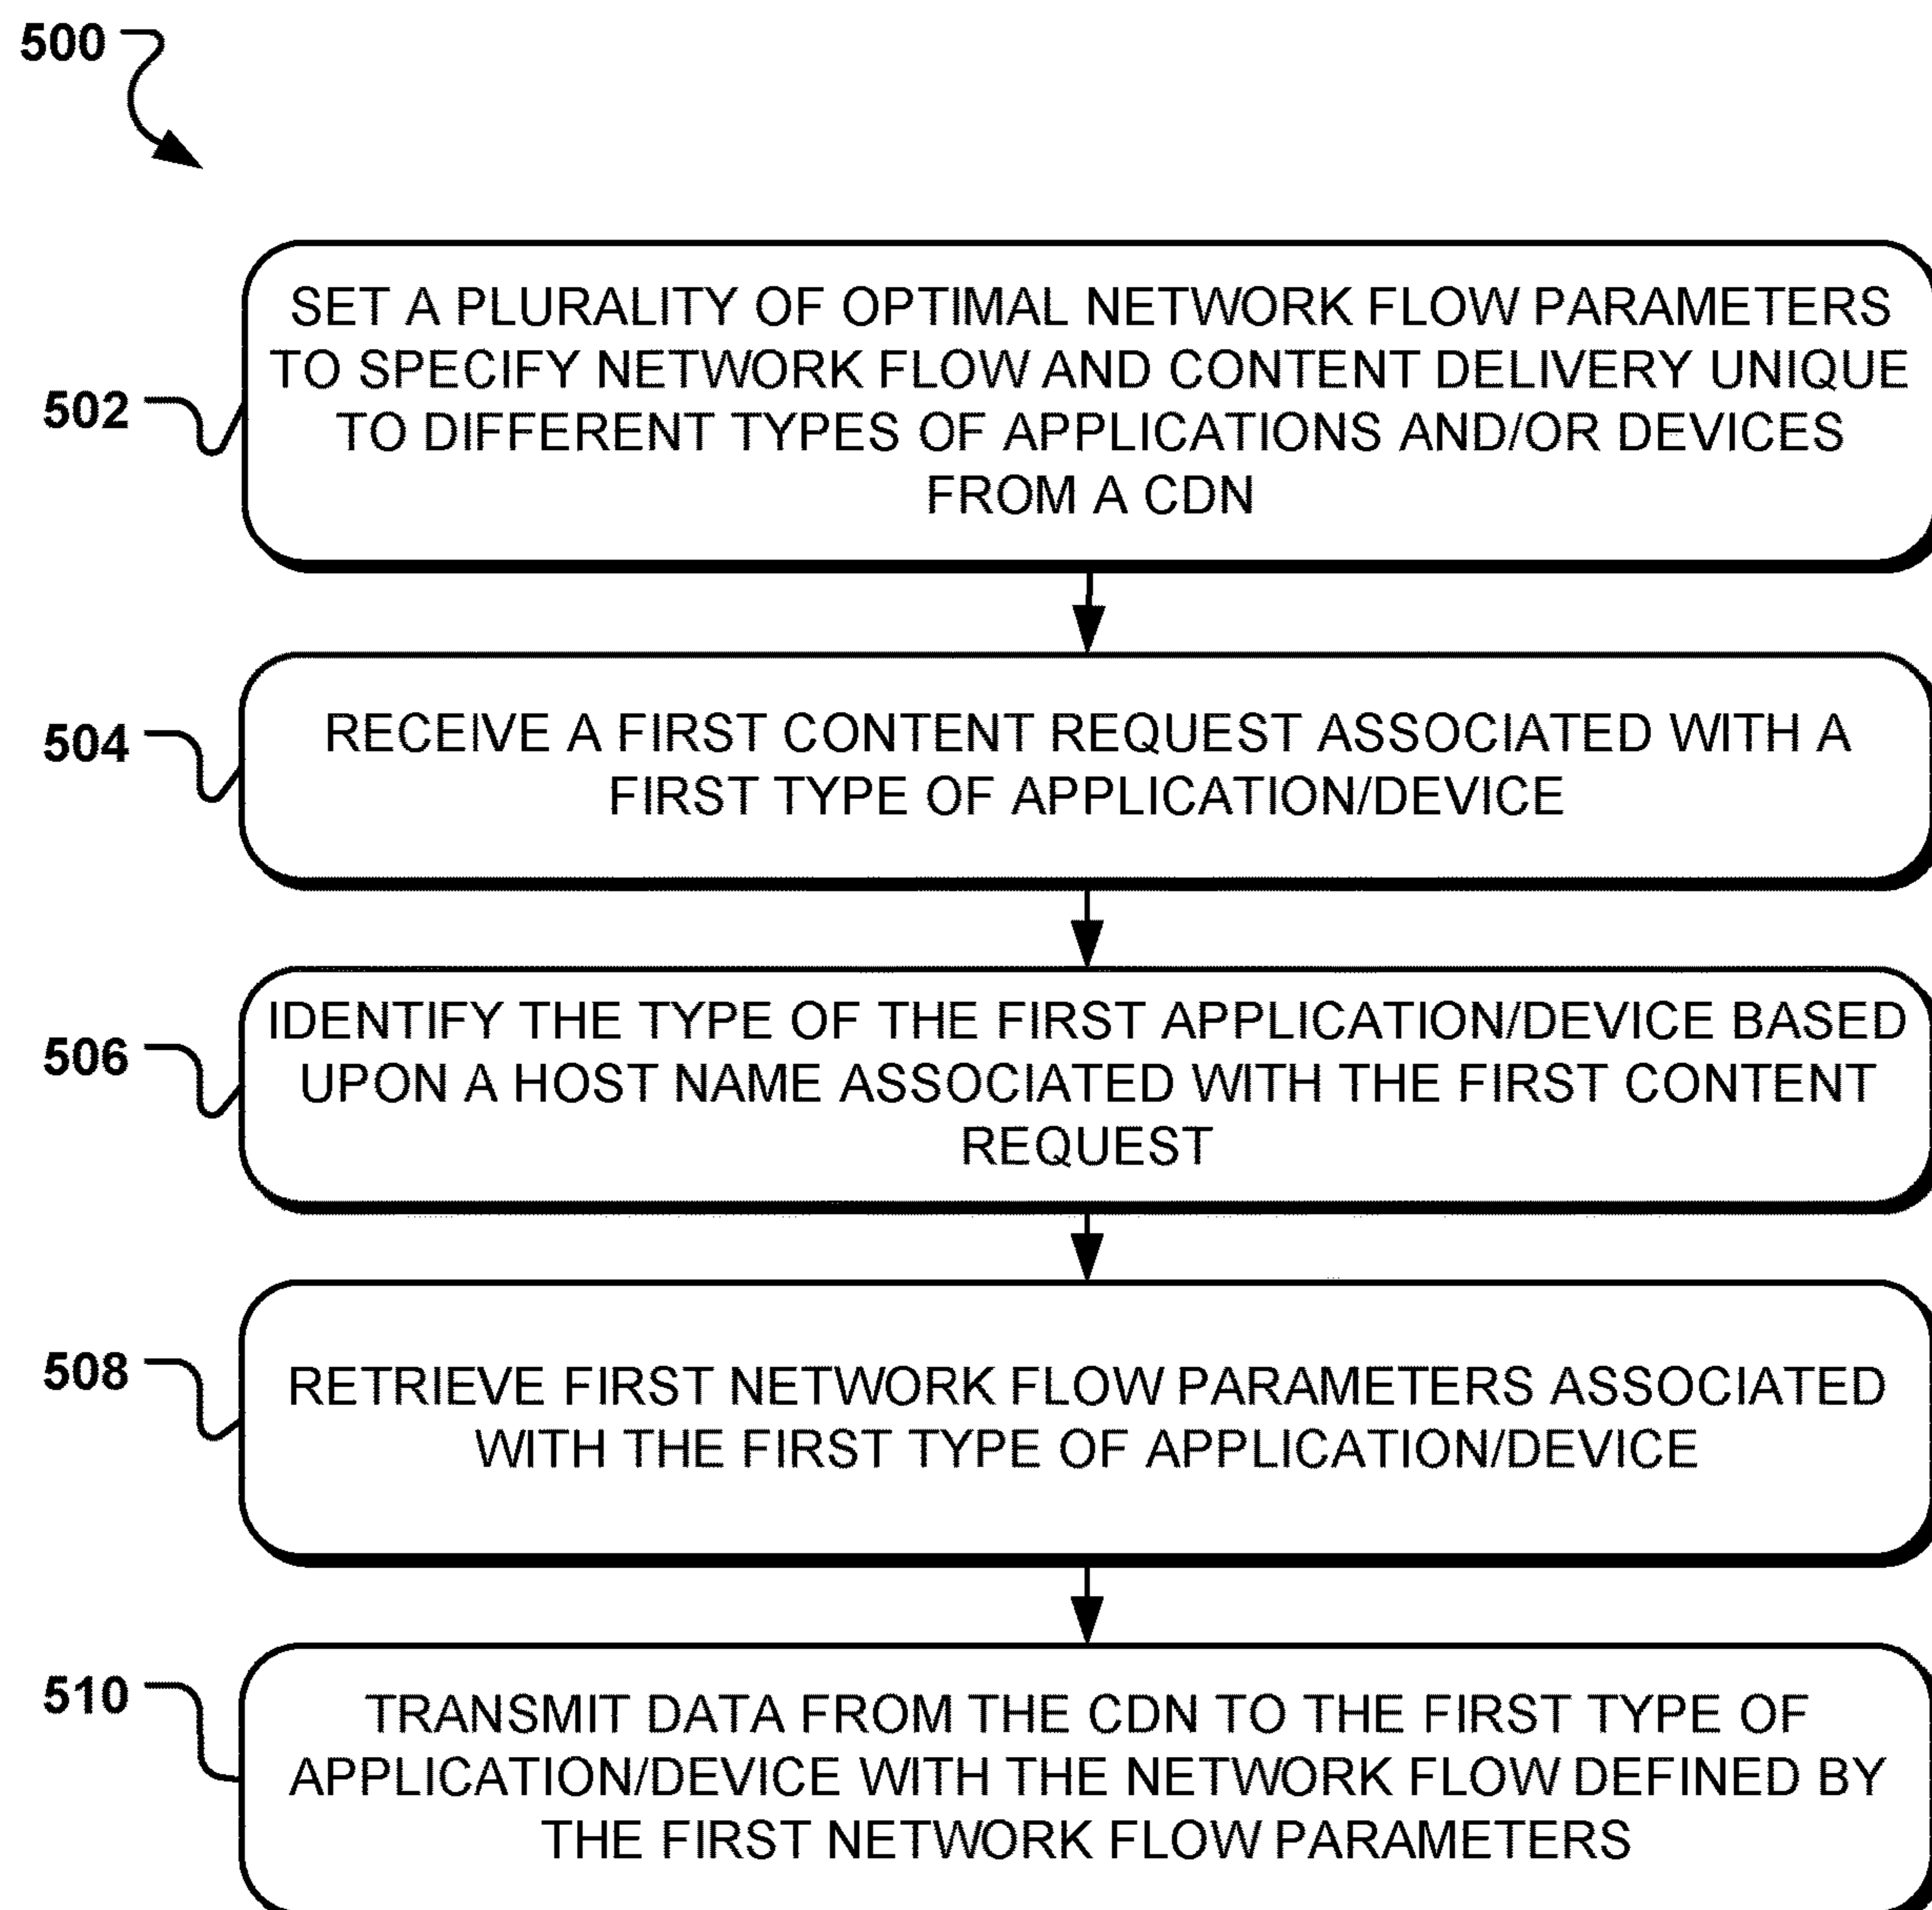 500
SET A PLURALITY OF OPTIMAL NETWORK FLOW PARAMETERS
TO SPECIFY NETWORK FLOW AND CONTENT DELIVERY UNIQUE
502
TO DIFFERENT TYPES OF APPLICATIONS AND/OR DEVICES
FROM A CDN
504
RECEIVE A FIRST CONTENT REQUEST ASSOCIATED WITH A
FIRST TYPE OF APPLICATION/DEVICE
506
IDENTIFY THE TYPE OF THE FIRST APPLICATION/DEVICE BASED
UPON A HOST NAME ASSOCIATED WITH THE FIRST CONTENT
REQUEST
508
RETRIEVE FIRST NETWORK FLOW PARAMETERS ASSOCIATED
WITH THE FIRST TYPE OF APPLICATION/DEVICE
510
TRANSMIT DATA FROM THE CDN TO THE FIRST TYPE OF
APPLICATION/DEVICE WITH THE NETWORK FLOW DEFINED BY
THE FIRST NETWORK FLOW PARAMETERS